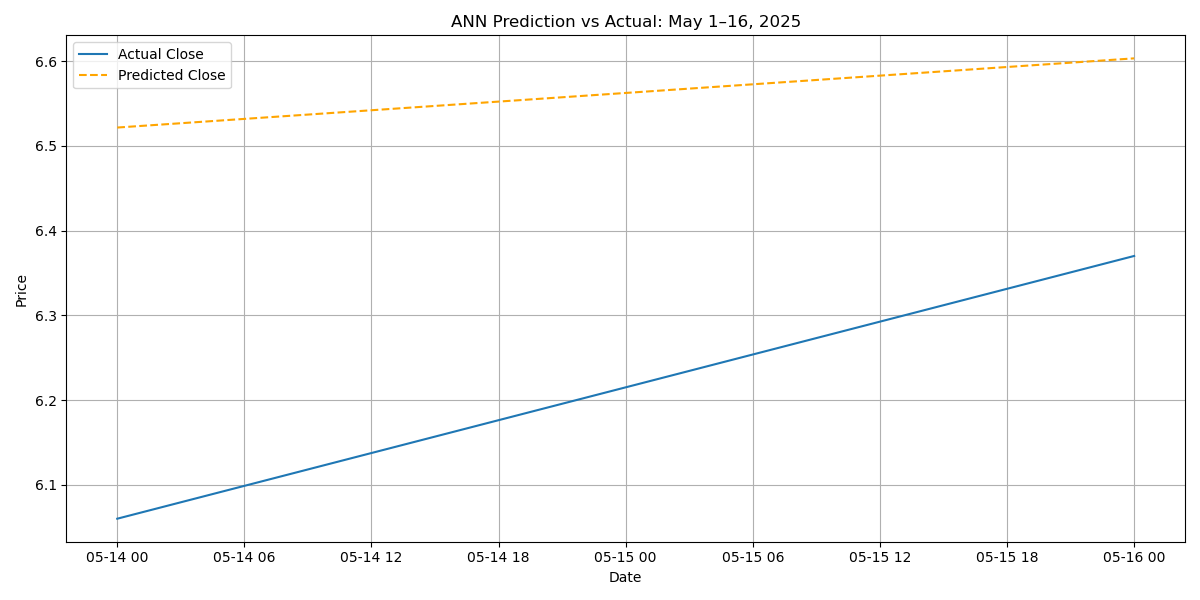 ANN Prediction vs Actual: May 1–16, 2025
Actual Close
Predicted Close
6.6
6.5
6.4
6.3
6.2
6.1
Price
05-14 00 05-14 06 05-14 12 05-14 18 05-15 00 05-15 06 05-15 12 05-15 18 05-16 00
Date